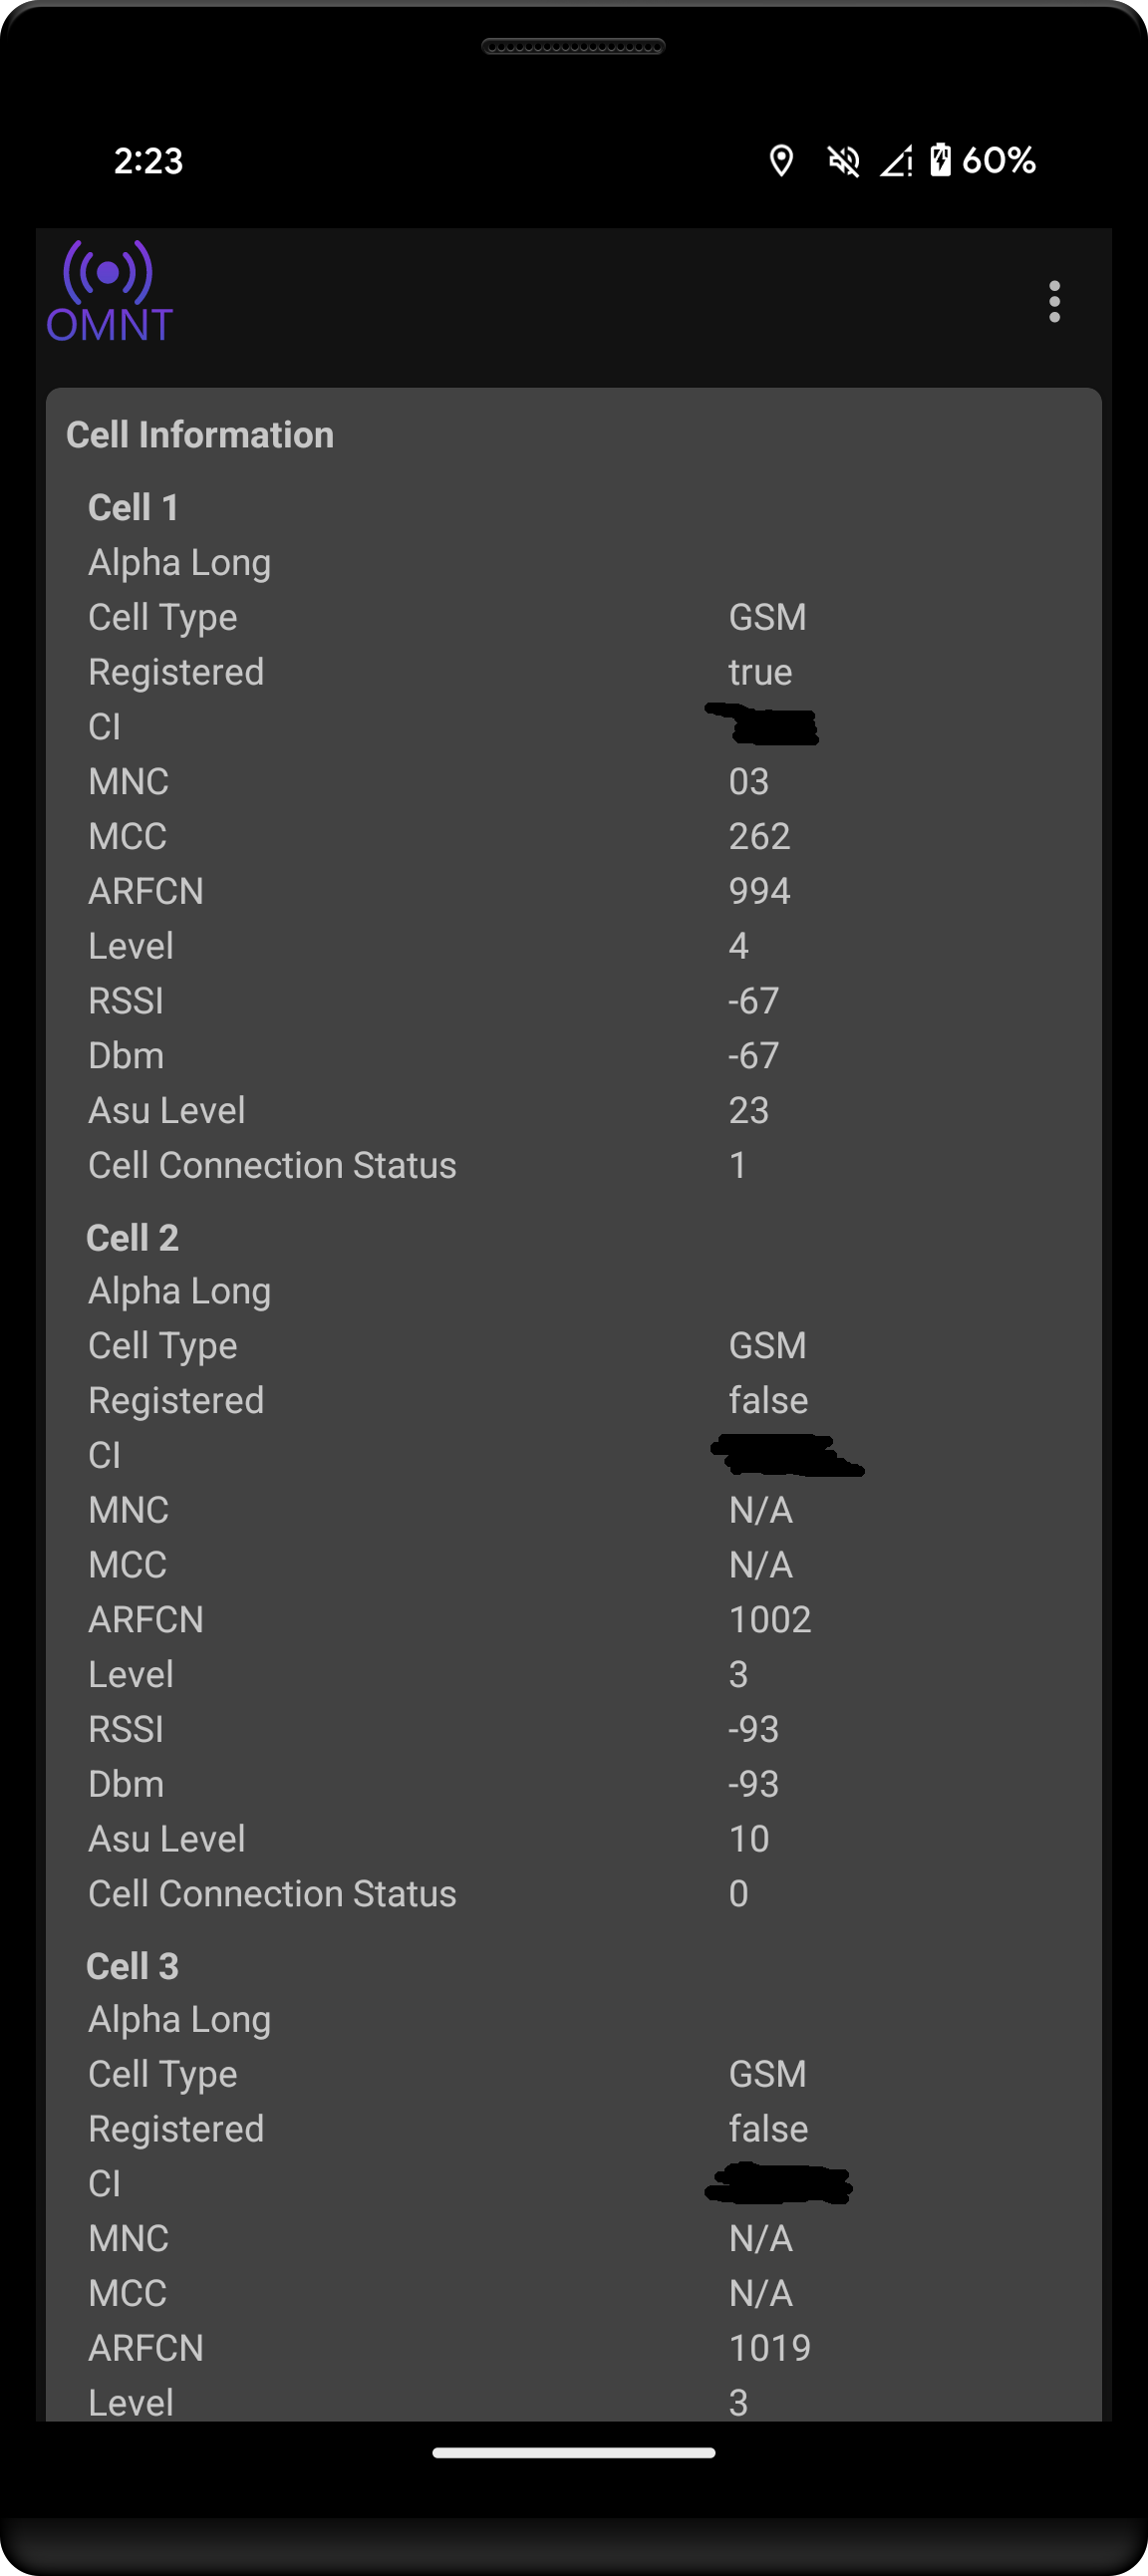 2:23
60%
OMNT
Cell Information
Cell 1
Alpha Long
Cell Type GSM
Registered true
CI
MNC 03
MCC 262
ARFCN 994
Level 4
RSSI -67
Dbm -67
Asu Level 23
Cell Connection Status 1
Cell 2
Alpha Long
Cell Type GSM
Registered false
CI
MNC N/A
MCC N/A
ARFCN 1002
Level 3
RSSI -93
Dbm -93
Asu Level 10
Cell Connection Status 0
Cell 3
Alpha Long
Cell Type GSM
Registered false
CI
MNC N/A
MCC N/A
ARFCN 1019
Level 3